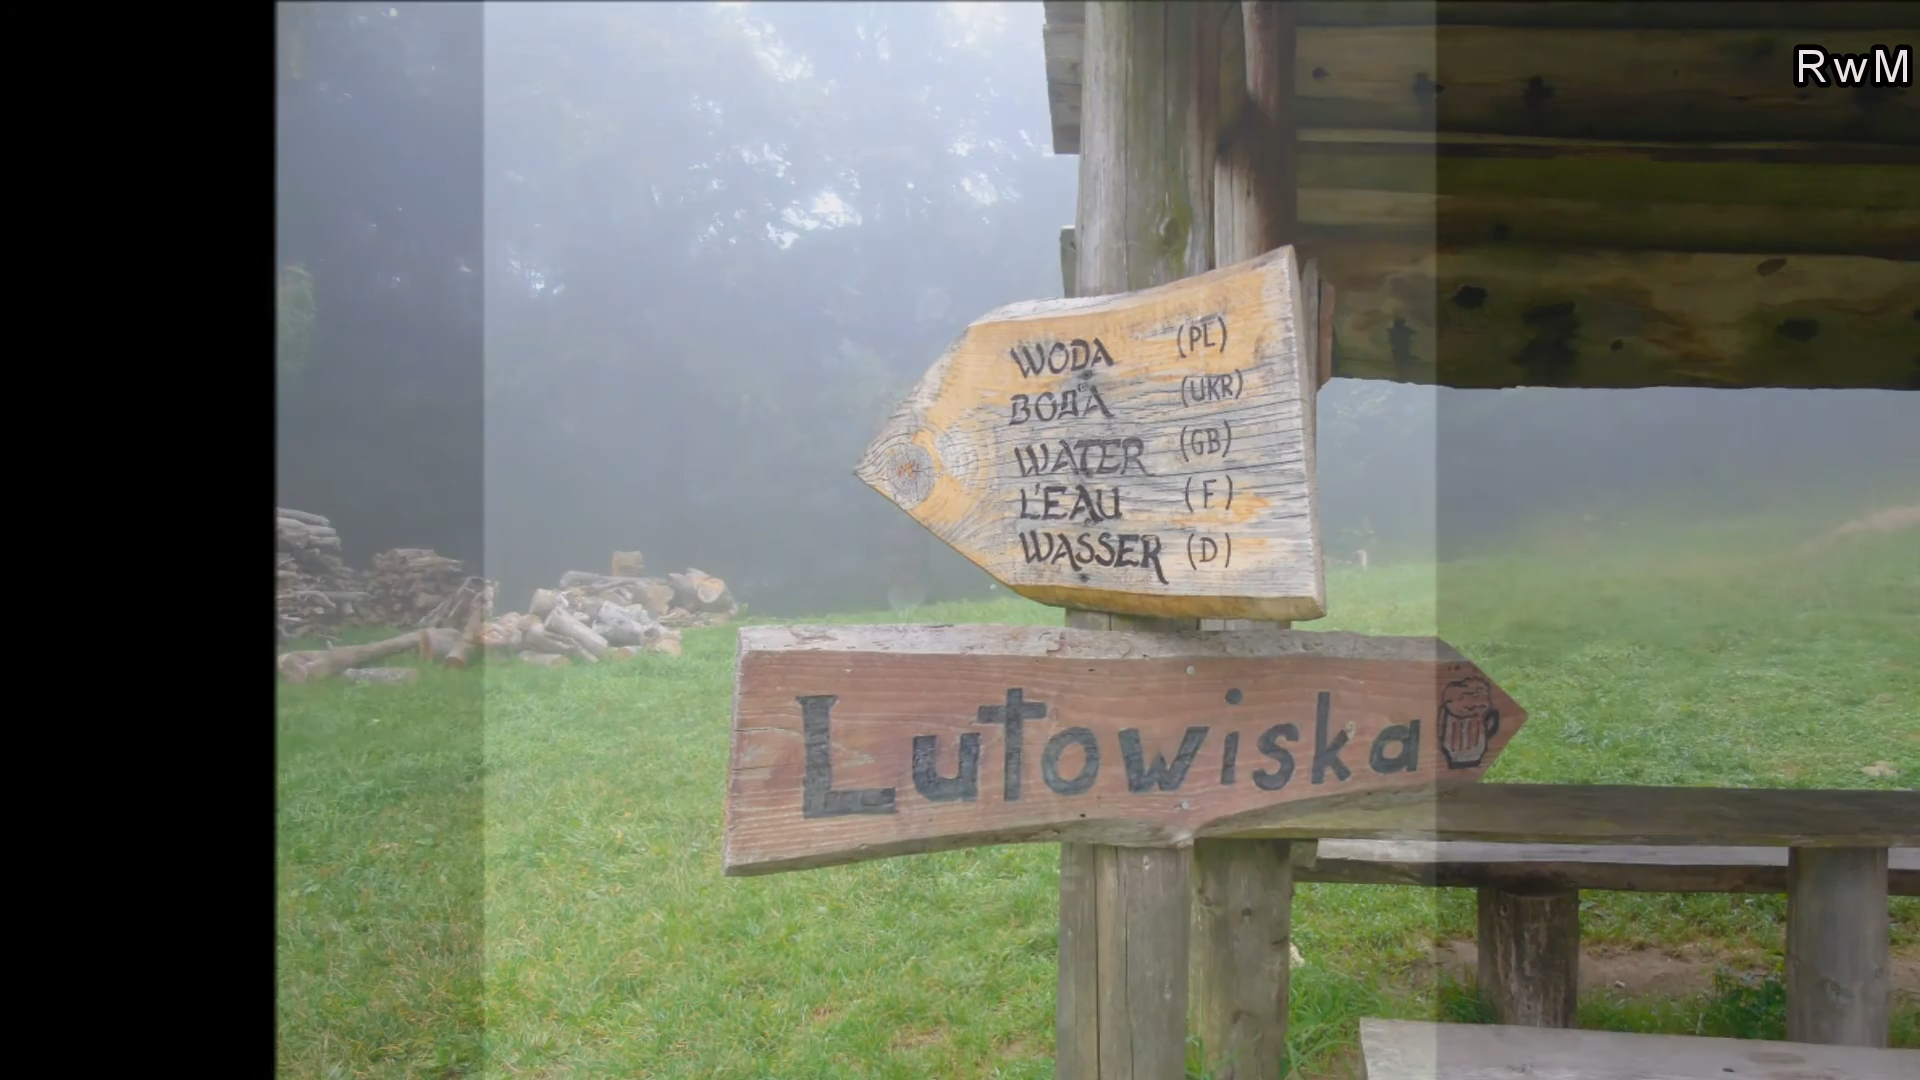 RwM
WODA (PL)
ВОДА (UKR)
WATER (GB)
L'EAU (F)
WASSER (D)
Lutowiska